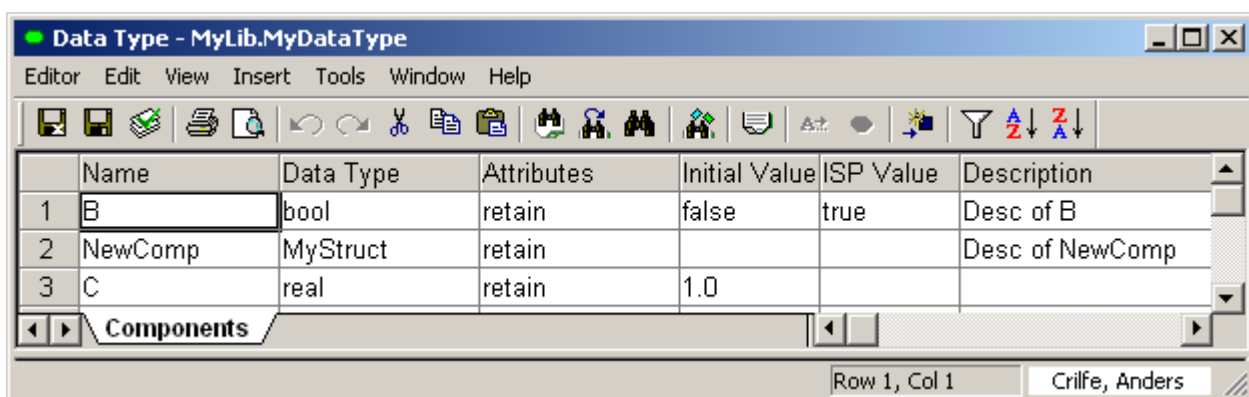 Data Type - MyLib.MyDataType
Editor Edit View Insert Tools Window Help
Name Data Type Attributes Initial Value ISP Value Description
1 B bool retain false true Desc of B
2 NewComp MyStruct retain Desc of NewComp
3 C real retain 1.0
Components
Row 1, Col 1 Crilfe, Anders